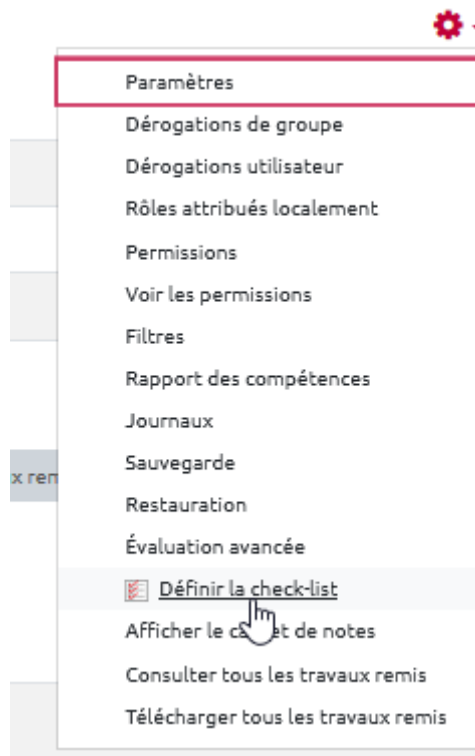 Paramètres
Dérogations de groupe
Dérogations utilisateur
Rôles attribués localement
Permissions
Voir les permissions
Filtres
Rapport des compétences
Journaux
x rem
Sauvegarde
Restauration
Évaluation avancée
Définir la check-list
Afficher le et de notes
Consulter tous les travaux remis
Télécharger tous les travaux remis